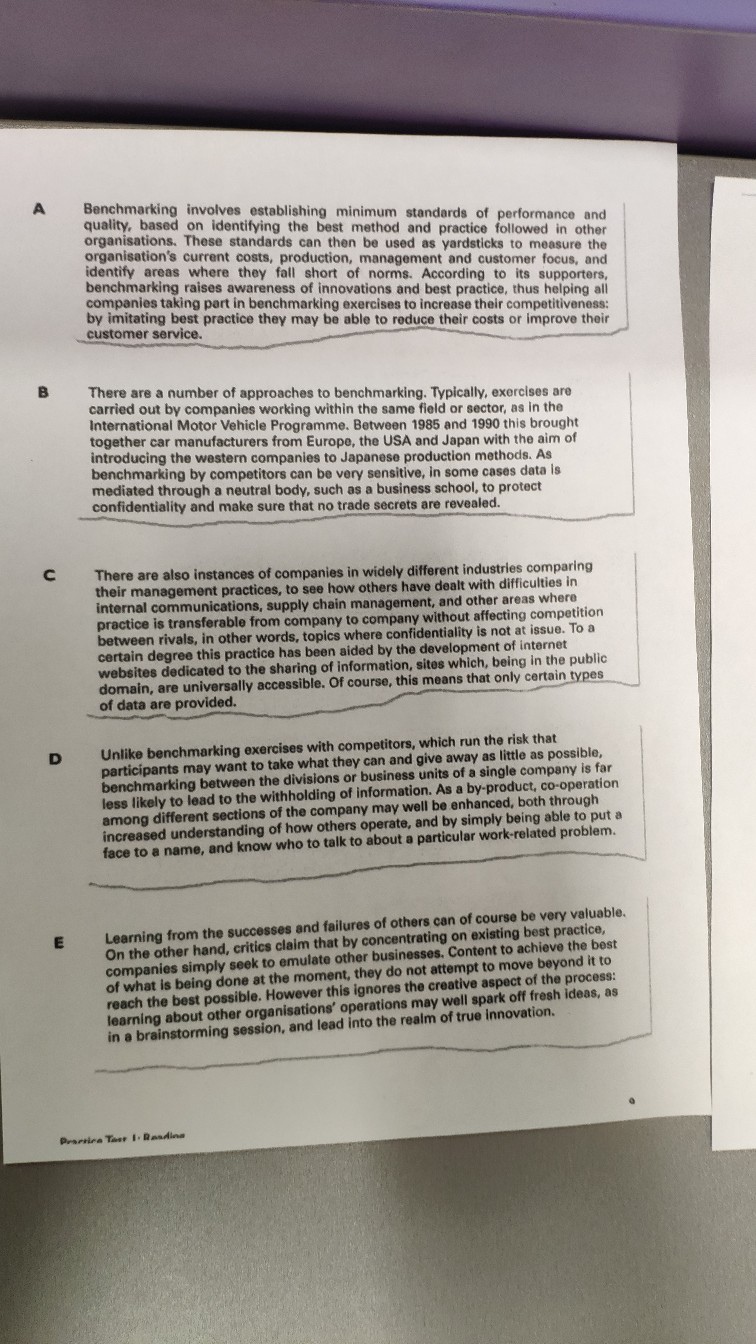 A Benchmarking involves establishing minimum standards of performance and
quality, based on identifying the best method and practice followed in other
organisations. These standards can then be used as yardsticks to measure the
organisation's current costs, production, management and customer focus, and
identify areas where they fall short of norms. According to its supporters,
benchmarking raises awareness of innovations and best practice, thus helping all
companies taking part in benchmarking exercises to increase their competitiveness:
by imitating best practice they may be able to reduce their costs or improve their
customer service.
B There are a number of approaches to benchmarking. Typically, exercises are
carried out by companies working within the same field or sector, as in the
International Motor Vehicle Programme. Between 1985 and 1990 this brought
together car manufacturers from Europe, the USA and Japan with the aim of
introducing the western companies to Japanese production methods. As
benchmarking by competitors can be very sensitive, in some cases data is
mediated through a neutral body, such as a business school, to protect
confidentiality and make sure that no trade secrets are revealed.
C There are also instances of companies in widely different industries comparing
their management practices, to see how others have dealt with difficulties in
internal communications, supply chain management, and other areas where
practice is transferable from company to company without affecting competition
between rivals, in other words, topics where confidentiality is not at issue. To a
certain degree this practice has been aided by the development of internet
websites dedicated to the sharing of information, sites which, being in the public
domain, are universally accessible. Of course, this means that only certain types
of data are provided.
D Unlike benchmarking exercises with competitors, which run the risk that
participants may want to take what they can and give away as little as possible,
benchmarking between the divisions or business units of a single company is far
less likely to lead to the withholding of information. As a by-product, co-operation
among different sections of the company may well be enhanced, both through
increased understanding of how others operate, and by simply being able to put a
face to a name, and know who to talk to about a particular work-related problem.
E Learning from the successes and failures of others can of course be very valuable.
On the other hand, critics claim that by concentrating on existing best practice,
companies simply seek to emulate other businesses. Content to achieve the best
of what is being done at the moment, they do not attempt to move beyond it to
reach the best possible. However this ignores the creative aspect of the process:
learning about other organisations' operations may well spark off fresh ideas, as
in a brainstorming session, and lead into the realm of true innovation.
9
Practice Test 1 · Reading